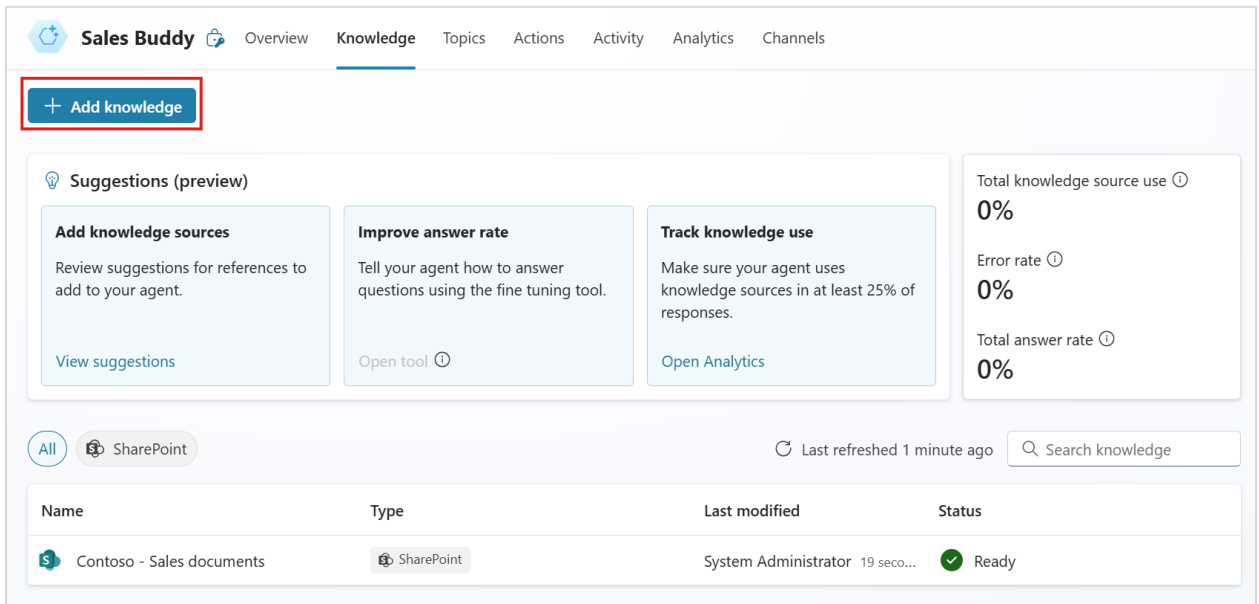 Sales Buddy Overview Knowledge Topics Actions Activity Analytics Channels
Add knowledge
Suggestions (preview)
Add knowledge sources
Review suggestions for references to
add to your agent.
View suggestions
Improve answer rate
Tell your agent how to answer
questions using the fine tuning tool.
Open tool
Track knowledge use
Make sure your agent uses
knowledge sources in at least 25% of
responses.
Open Analytics
Total knowledge source use
0%
Error rate
0%
Total answer rate
0%
All SharePoint Last refreshed 1 minute ago Search knowledge
Name Type Last modified Status
Contoso - Sales documents SharePoint System Administrator 19 seco... Ready